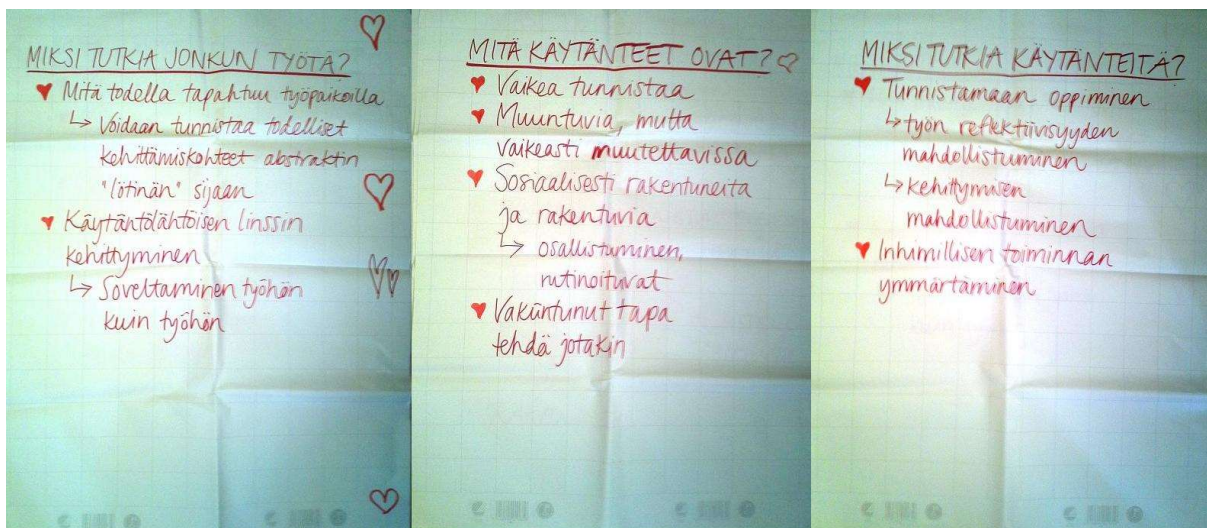 MIKSI TUTKIA JONKUN TYÖTÄ?
Mitä todella tapahtuu työpaikoilla
↳ Voidaan tunnistaa todelliset
kehittämiskohteet abstraktin
"lötinän" sijaan
Käytäntölähtöisen linssin
kehittyminen
↳ Soveltaminen työhön
kuin työhön
MITÄ KÄYTÄNTEET OVAT?
Vaikea tunnistaa
Muuntuvia, mutta
vaikeasti muutettavissa
Sosiaalisesti rakentuneita
ja rakentuvia
↳ osallistuminen,
rutinoituvat
Vakiintunut tapa
tehdä jotakin
MIKSI TUTKIA KÄYTÄNTEITÄ?
Tunnistamaan oppiminen
↳ työn reflektiivisyyden
mahdollistuminen
↳ kehittymisen
mahdollistuminen
Inhimillisen toiminnan
ymmärtäminen